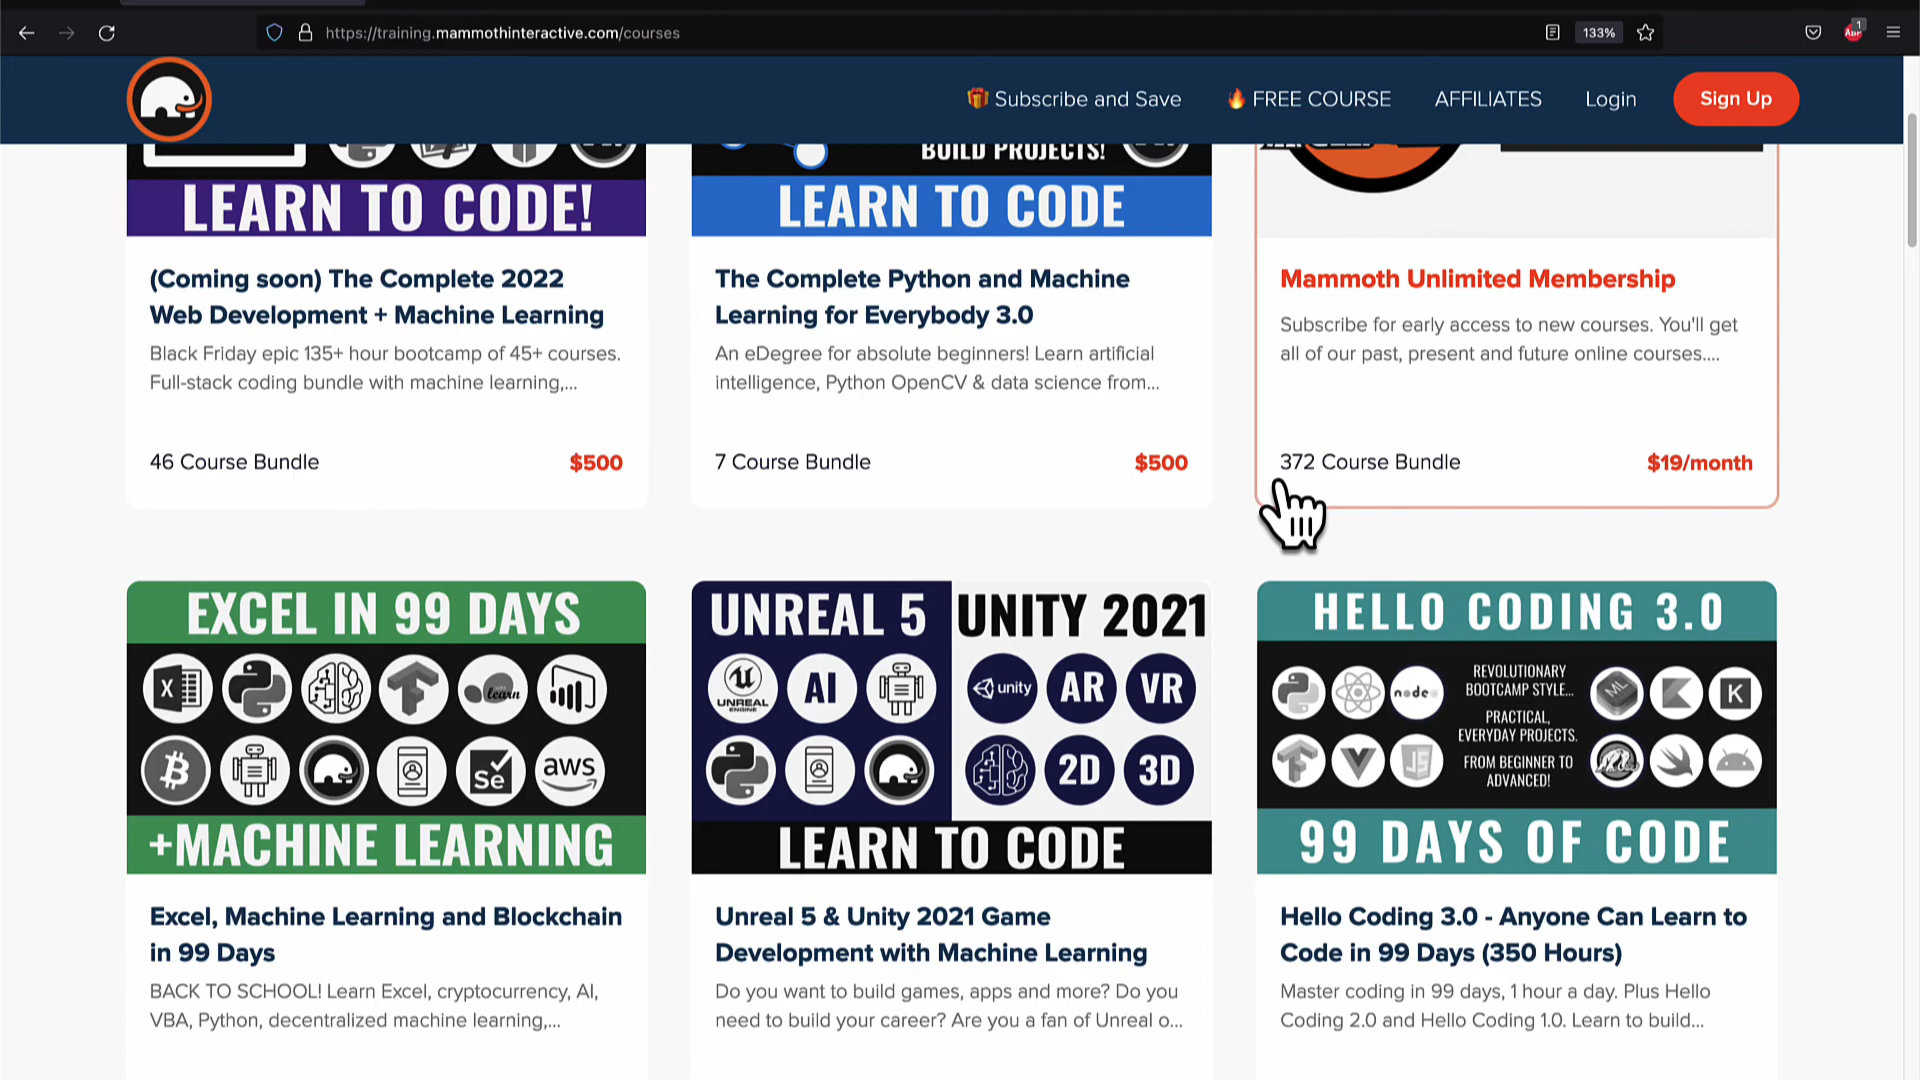 https://training.mammothinteractive.com/courses
133%
1
ABP
Subscribe and Save
FREE COURSE
AFFILIATES
Login
Sign Up
BUILD PROJECTS!
LEARN TO CODE!
LEARN TO CODE
(Coming soon) The Complete 2022
Web Development + Machine Learning
Black Friday epic 135+ hour bootcamp of 45+ courses.
Full-stack coding bundle with machine learning,...
46 Course Bundle
$500
The Complete Python and Machine
Learning for Everybody 3.0
An eDegree for absolute beginners! Learn artificial
intelligence, Python OpenCV & data science from...
7 Course Bundle
$500
Mammoth Unlimited Membership
Subscribe for early access to new courses. You'll get
all of our past, present and future online courses....
372 Course Bundle
$19/month
EXCEL IN 99 DAYS
X
learn
Se
aws
+MACHINE LEARNING
Excel, Machine Learning and Blockchain
in 99 Days
BACK TO SCHOOL! Learn Excel, cryptocurrency, AI,
VBA, Python, decentralized machine learning,...
UNREAL 5
UNITY 2021
UNREAL
ENGINE
AI
unity
AR
VR
2D
3D
LEARN TO CODE
Unreal 5 & Unity 2021 Game
Development with Machine Learning
Do you want to build games, apps and more? Do you
need to build your career? Are you a fan of Unreal o...
HELLO CODING 3.0
node
REVOLUTIONARY
BOOTCAMP STYLE...
PRACTICAL,
EVERYDAY PROJECTS.
FROM BEGINNER TO
ADVANCED!
ML
K
JS
99 DAYS OF CODE
Hello Coding 3.0 - Anyone Can Learn to
Code in 99 Days (350 Hours)
Master coding in 99 days, 1 hour a day. Plus Hello
Coding 2.0 and Hello Coding 1.0. Learn to build...